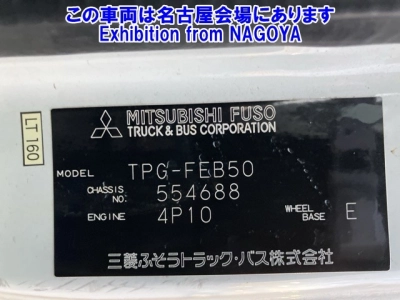 この車両は名古屋会場にあります
Exhibition from NAGOYA
LT160
MITSUBISHI FUSO
TRUCK & BUS CORPORATION
MODEL TPG-FEB50
CHASSIS NO. 554688
ENGINE 4P10 WHEEL BASE E
三菱ふそうトラック・バス株式会社